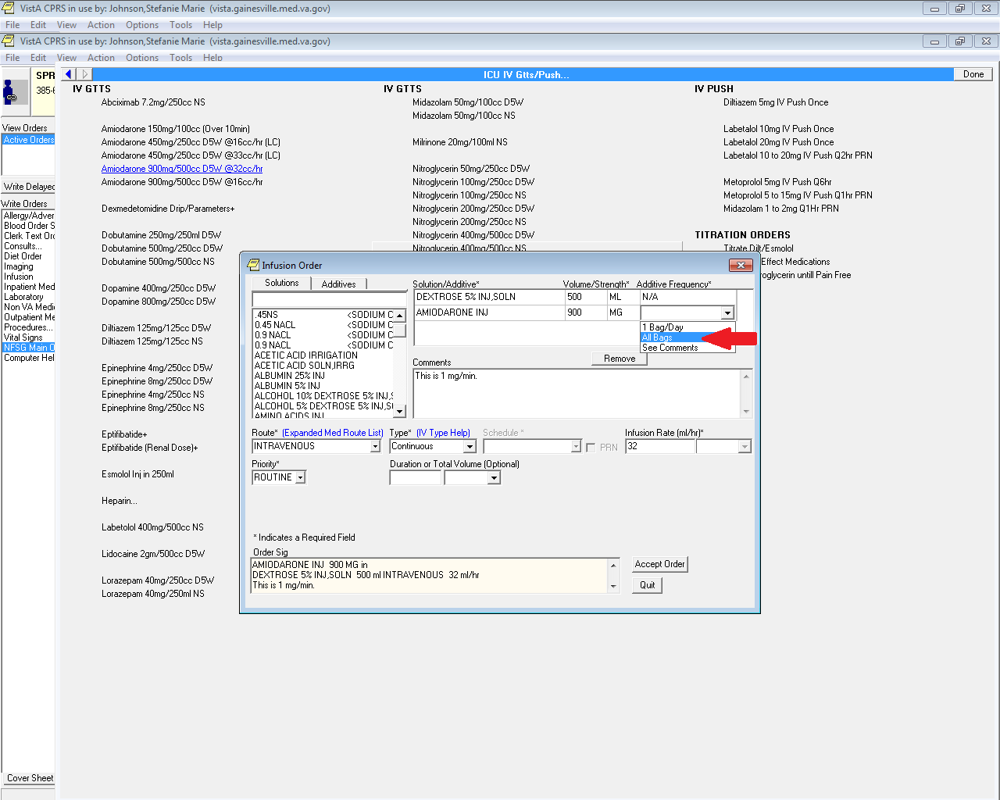 VistA CPRS in use by: Johnson,Stefanie Marie (vista.gainesville.med.va.gov)
File Edit View Action Options Tools Help
VistA CPRS in use by: Johnson,Stefanie Marie (vista.gainesville.med.va.gov)
File Edit View Action Options Tools Help
SPR
385-6
View Orders
Active Orders
Write Delayed
Write Orders
Allergy/Adver
Blood Order S
Clerk Text Ord
Consults...
Diet Order
Imaging
Infusion
Inpatient Med
Laboratory
Non VA Medic
Outpatient Me
Procedures...
Vital Signs
NFSG Main O
Computer Hel
Cover Sheet
ICU IV Gtts/Push...
Done
IV GTTS
Abciximab 7.2mg/250cc NS
Amiodarone 150mg/100cc (Over 10min)
Amiodarone 450mg/250cc D5W @16cc/hr (LC)
Amiodarone 450mg/250cc D5W @33cc/hr (LC)
Amiodarone 900mg/500cc D5W @32cc/hr
Amiodarone 900mg/500cc D5W @16cc/hr
Dexmedetomidine Drip/Parameters+
Dobutamine 250mg/250ml D5W
Dobutamine 500mg/250cc D5W
Dobutamine 500mg/500cc NS
Dopamine 400mg/250cc D5W
Dopamine 800mg/250cc D5W
Diltiazem 125mg/125cc D5W
Diltiazem 125mg/125cc NS
Epinephrine 4mg/250cc D5W
Epinephrine 8mg/250cc D5W
Epinephrine 4mg/250cc NS
Epinephrine 8mg/250cc NS
Eptifibatide+
Eptifibatide (Renal Dose)+
Esmolol Inj in 250ml
Heparin...
Labetolol 400mg/500cc NS
Lidocaine 2gm/500cc D5W
Lorazepam 40mg/250cc D5W
Lorazepam 40mg/250ml NS
IV GTTS
Midazolam 50mg/100cc D5W
Midazolam 50mg/100cc NS
Milrinone 20mg/100ml NS
Nitroglycerin 50mg/250cc D5W
Nitroglycerin 100mg/250cc D5W
Nitroglycerin 100mg/250cc NS
Nitroglycerin 200mg/250cc D5W
Nitroglycerin 200mg/250cc NS
Nitroglycerin 400mg/500cc D5W
Nitroglycerin 400mg/500cc NS
IV PUSH
Diltiazem 5mg IV Push Once
Labetalol 10mg IV Push Once
Labetalol 20mg IV Push Once
Labetalol 10 to 20mg IV Push Q2hr PRN
Metoprolol 5mg IV Push Q6hr
Metoprolol 5 to 15mg IV Push Q1hr PRN
Midazolam 1 to 2mg Q1Hr PRN
TITRATION ORDERS
Titrate Dilt/Esmolol
Effect Medications
roglycerin untill Pain Free
Infusion Order
Solutions Additives
.45NS <SODIUM C
0.45 NACL <SODIUM C
0.9 NACL <SODIUM C
0.9 NACL <SODIUM C
ACETIC ACID IRRIGATION
ACETIC ACID SOLN,IRRG
ALBUMIN 25% INJ
ALBUMIN 5% INJ
ALCOHOL 10% DEXTROSE 5% INJ,S
ALCOHOL 5% DEXTROSE 5% INJ,S
AMINO ACIDS INJ
Solution/Additive* Volume/Strength* Additive Frequency*
DEXTROSE 5% INJ,SOLN 500 ML N/A
AMIODARONE INJ 900 MG
1 Bag/Day
All Bags
See Comments
Remove
Comments
This is 1 mg/min.
Route* (Expanded Med Route List) Type* (IV Type Help) Schedule * Infusion Rate (ml/hr)*
INTRAVENOUS Continuous PRN 32
Priority* Duration or Total Volume (Optional)
ROUTINE
* Indicates a Required Field
Order Sig
AMIODARONE INJ 900 MG in
DEXTROSE 5% INJ,SOLN 500 ml INTRAVENOUS 32 ml/hr
This is 1 mg/min.
Accept Order
Quit